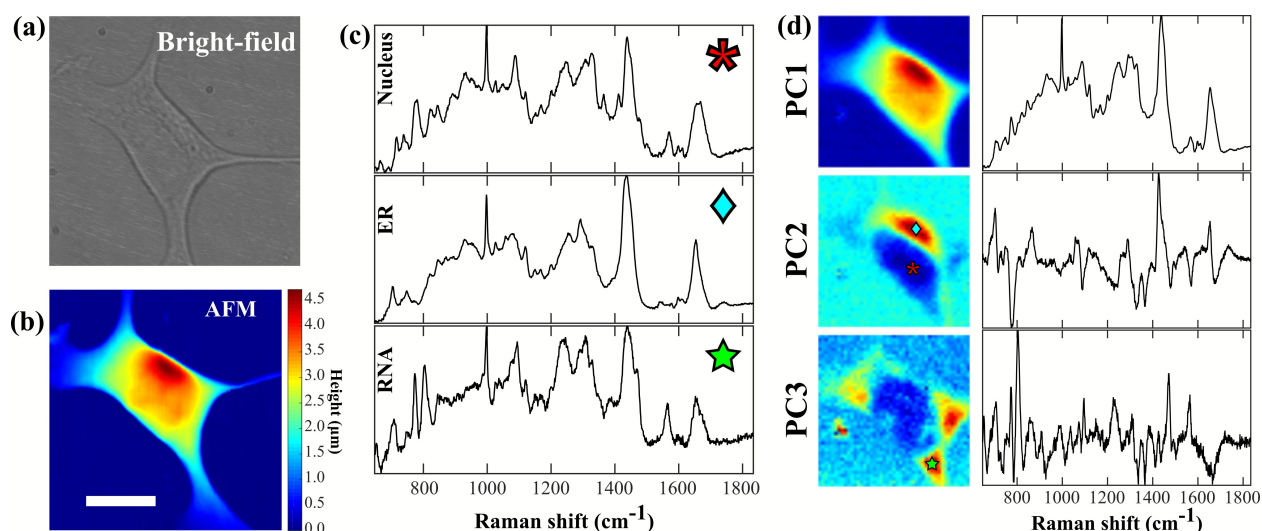 (a)
Bright-field
(b)
AFM
4.5
4.0
3.5
3.0
2.5
2.0
1.5
1.0
0.5
0.0
Height (μm)
(c)
Nucleus
ER
RNA
800 1000 1200 1400 1600 1800
Raman shift (cm-1)
(d)
PC1
PC2
PC3
800 1000 1200 1400 1600 1800
Raman shift (cm-1)